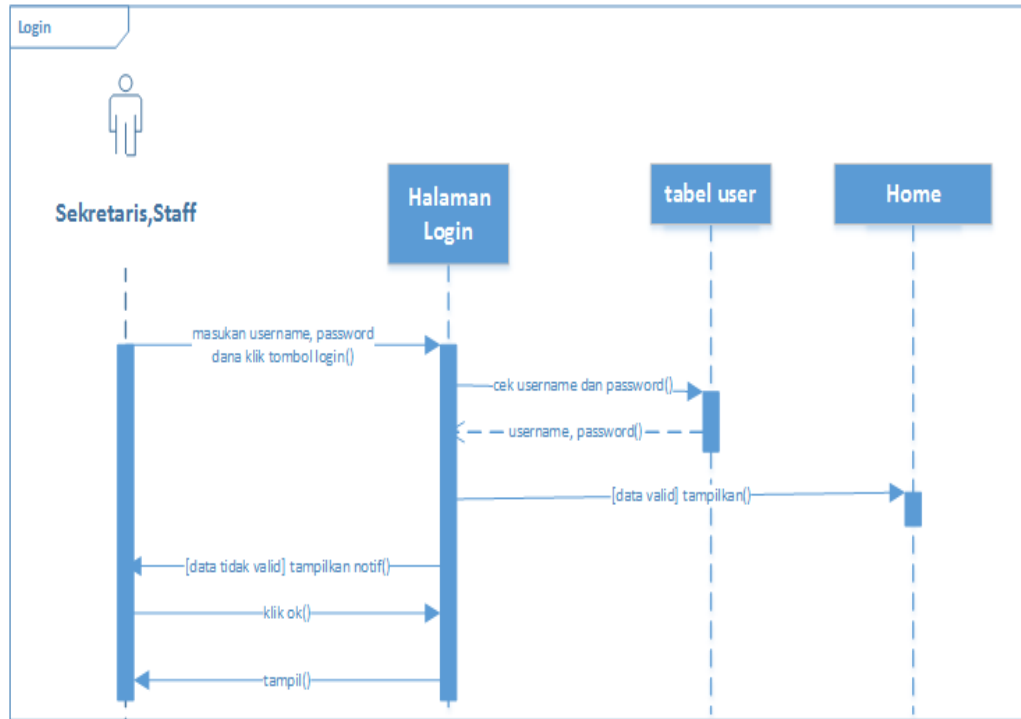 Login
Sekretaris,Staff
Halaman
Login
tabel user
Home
masukan username, password
dana klik tombol login()
cek username dan password()
username, password()
[data valid] tampilkan()
[data tidak valid] tampilkan notif()
klik ok()
tampil()